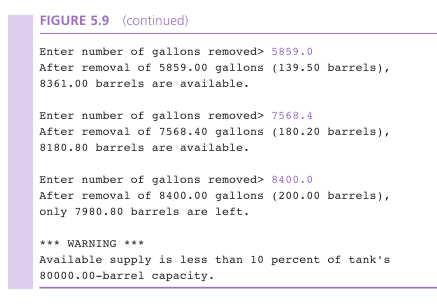 FIGURE 5.9 (continued)
Enter number of gallons removed> 5859.0
After removal of 5859.00 gallons (139.50 barrels),
8361.00 barrels are available.
Enter number of gallons removed> 7568.4
After removal of 7568.40 gallons (180.20 barrels),
8180.80 barrels are available.
Enter number of gallons removed> 8400.0
After removal of 8400.00 gallons (200.00 barrels),
only 7980.80 barrels are left.
*** WARNING ***
Available supply is less than 10 percent of tank's
80000.00-barrel capacity.